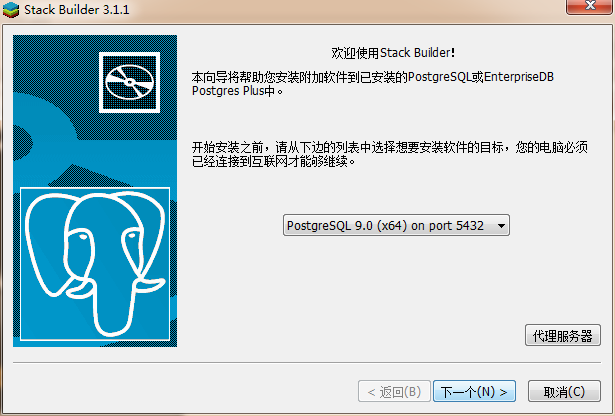 Stack Builder 3.1.1
欢迎使用Stack Builder!
本向导将帮助您安装附加软件到已安装的PostgreSQL或EnterpriseDB
Postgres Plus中。
开始安装之前，请从下边的列表中选择想要安装软件的目标，您的电脑必须
已经连接到互联网才能够继续。
PostgreSQL 9.0 (x64) on port 5432
代理服务器
< 返回(B)
下一个(N) >
取消(C)